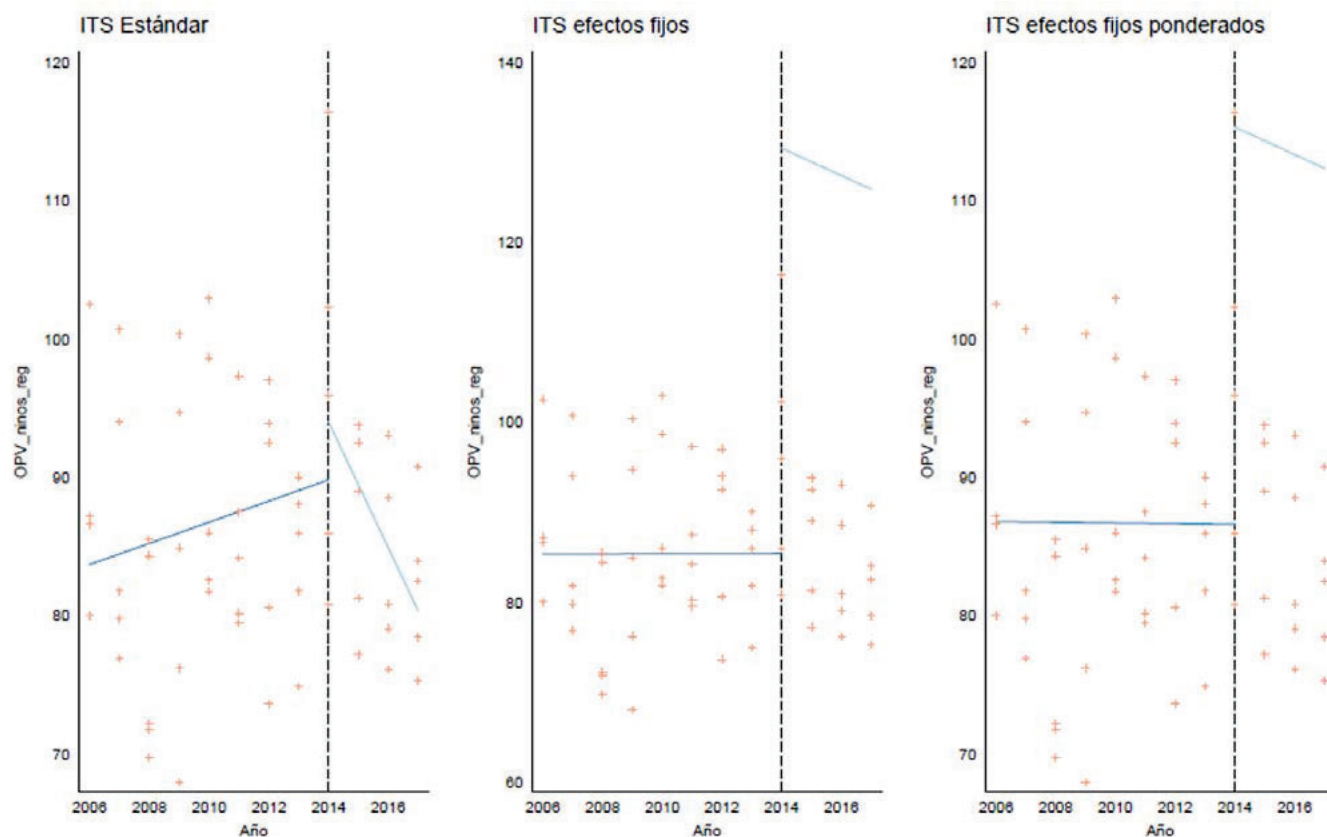 ITS Estándar
120
110
100
90
80
70
OPV_ninos_reg
2006 2008 2010 2012 2014 2016
Año
ITS efectos fijos
140
120
100
80
60
OPV_ninos_reg
2006 2008 2010 2012 2014 2016
Año
ITS efectos fijos ponderados
120
110
100
90
80
70
OPV_ninos_reg
2006 2008 2010 2012 2014 2016
Año